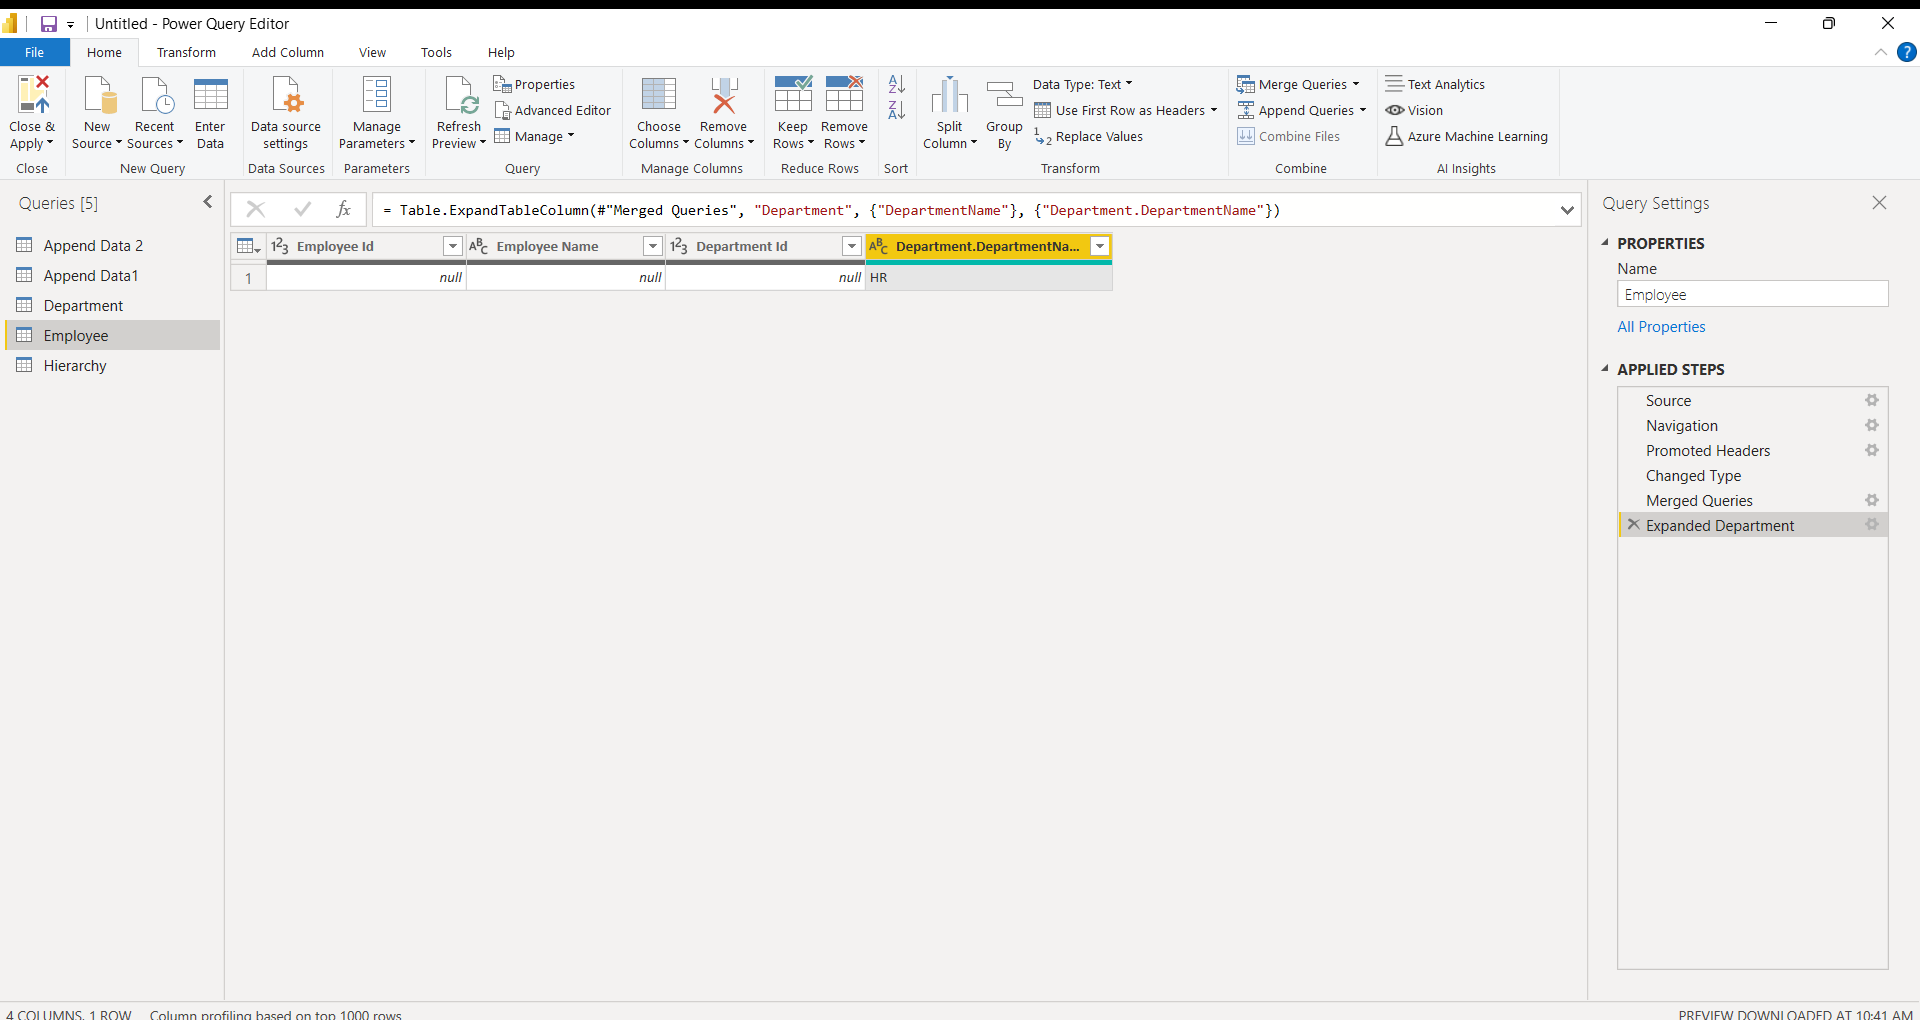 Untitled - Power Query Editor
File Home Transform Add Column View Tools Help
Close & Apply
Close
New Source
Recent Sources
Enter Data
New Query
Data source settings
Data Sources
Manage Parameters
Parameters
Refresh Preview
Properties
Advanced Editor
Manage
Query
Choose Columns
Remove Columns
Manage Columns
Keep Rows
Remove Rows
Reduce Rows
Sort
Split Column
Group By
Data Type: Text
Use First Row as Headers
Replace Values
Transform
Merge Queries
Append Queries
Combine Files
Combine
Text Analytics
Vision
Azure Machine Learning
AI Insights
Queries [5]
Append Data 2
Append Data1
Department
Employee
Hierarchy
= Table.ExpandTableColumn(#"Merged Queries", "Department", {"DepartmentName"}, {"Department.DepartmentName"})
Employee Id Employee Name Department Id Department.DepartmentNa...
1 null null null HR
Query Settings
PROPERTIES
Name
Employee
All Properties
APPLIED STEPS
Source
Navigation
Promoted Headers
Changed Type
Merged Queries
Expanded Department
4 COLUMNS, 1 ROW Column profiling based on top 1000 rows
PREVIEW DOWNLOADED AT 10:41 AM